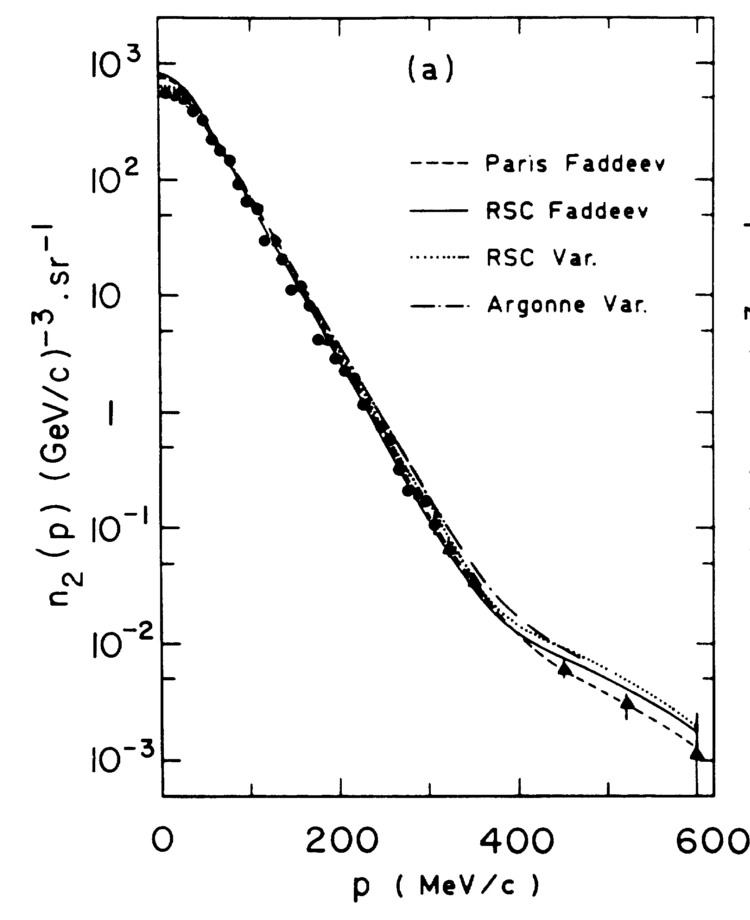 (a)
10³
10²
10
1
10⁻¹
10⁻²
10⁻³
n₂(p) (GeV/c)⁻³.sr⁻¹
Paris Faddeev
RSC Faddeev
RSC Var.
Argonne Var.
0 200 400 600
p (MeV/c)